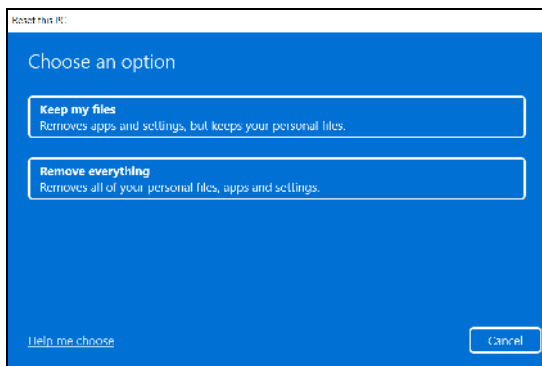 Reset this PC
Choose an option
Keep my files
Removes apps and settings, but keeps your personal files.
Remove everything
Removes all of your personal files, apps and settings.
Help me choose
Cancel